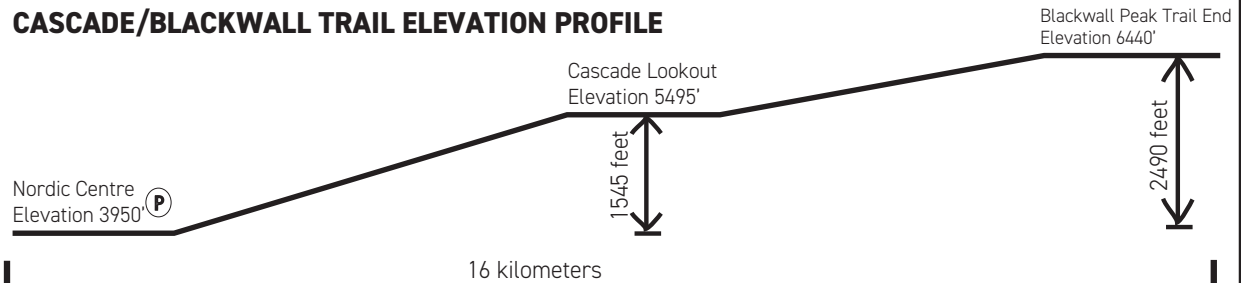 CASCADE/BLACKWALL TRAIL ELEVATION PROFILE
Blackwall Peak Trail End
Elevation 6440'
Cascade Lookout
Elevation 5495'
1545 feet
2490 feet
Nordic Centre
Elevation 3950'
P
16 kilometers